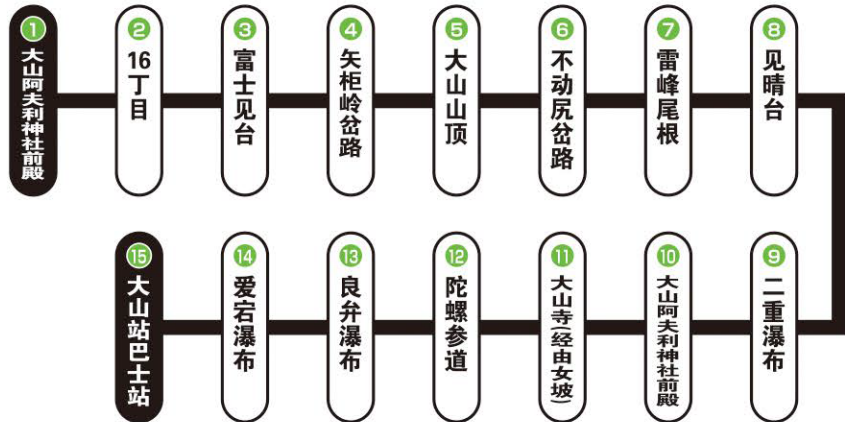 ① 大山阿夫利神社前殿
② 16丁目
③ 富士见台
④ 矢柜岭岔路
⑤ 大山山顶
⑥ 不动尻岔路
⑦ 雷峰尾根
⑧ 见晴台
⑨ 二重瀑布
⑩ 大山阿夫利神社前殿
⑪ 大山寺(经由女坡)
⑫ 陀螺参道
⑬ 良弁瀑布
⑭ 爱宕瀑布
⑮ 大山站巴士站